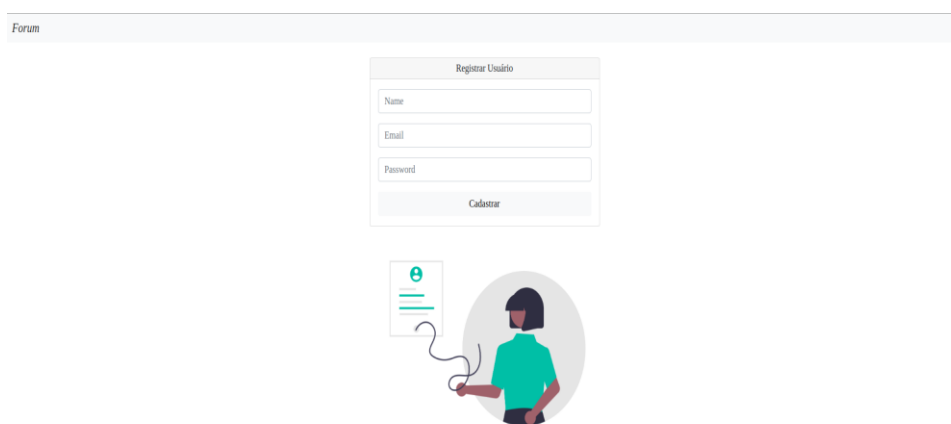 Forum
Registrar Usuário
Name
Email
Password
Cadastrar